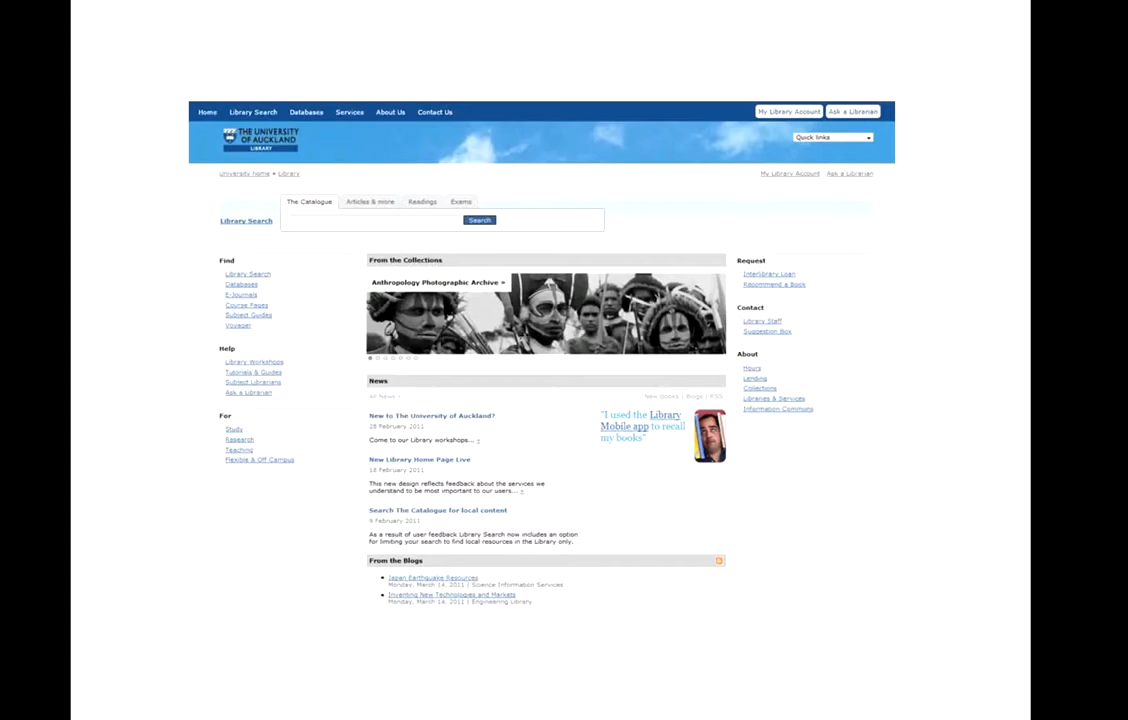 Home Library Search Databases Services About Us Contact Us My Library Account Ask a Librarian
THE UNIVERSITY
OF AUCKLAND
LIBRARY
Quick links
University home » Library My Library Account Ask a Librarian
The Catalogue Articles & more Readings Exams
Library Search Search
Find
Library Search
Databases
E-Journals
Course Pages
Subject Guides
Voyager
Help
Library Workshops
Tutorials & Guides
Subject Librarians
Ask a Librarian
For
Study
Research
Teaching
Flexible & Off Campus
From the Collections
Anthropology Photographic Archive »
News
All News › New Books | Blogs | RSS
New to The University of Auckland?
28 February 2011
Come to our Library workshops... »
New Library Home Page Live
18 February 2011
This new design reflects feedback about the services we
understand to be most important to our users... »
Search The Catalogue for local content
9 February 2011
As a result of user feedback Library Search now includes an option
for limiting your search to find local resources in the Library only.
"I used the Library
Mobile app to recall
my books"
From the Blogs
Japan Earthquake Resources
Monday, March 14, 2011 | Science Information Services
Inventing New Technologies and Markets
Monday, March 14, 2011 | Engineering Library
Request
Interlibrary Loan
Recommend a Book
Contact
Library Staff
Suggestion Box
About
Hours
Lending
Collections
Libraries & Services
Information Commons